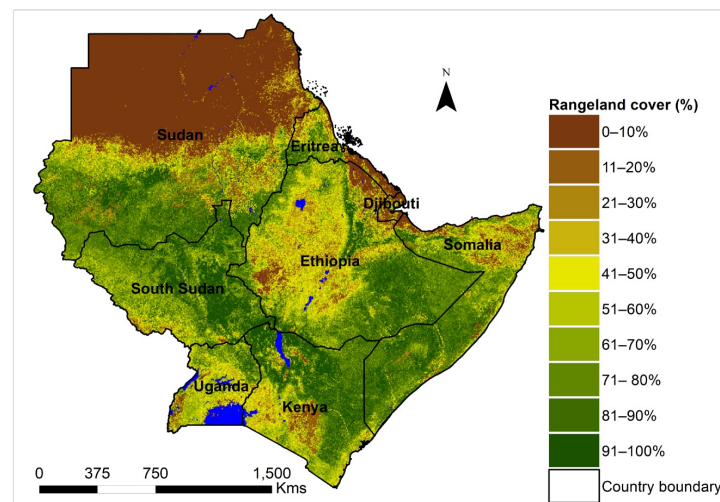 N
Sudan
Eritrea
Djibouti
Somalia
Ethiopia
South Sudan
Uganda
Kenya
0 375 750 1,500
Kms
Rangeland cover (%)
0–10%
11–20%
21–30%
31–40%
41–50%
51–60%
61–70%
71– 80%
81–90%
91–100%
Country boundary